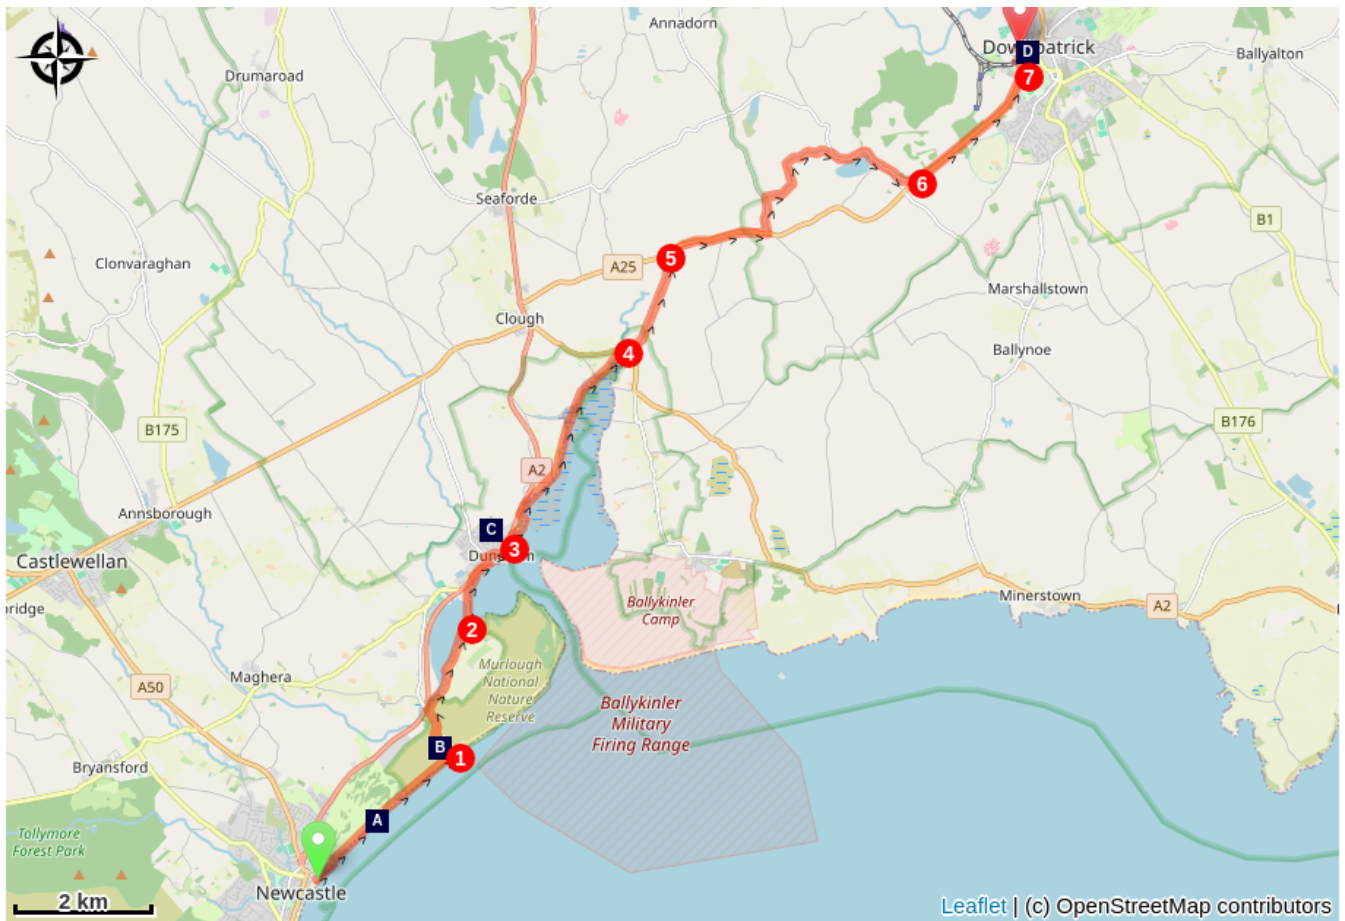 Annadorn
Downpatrick
D
Ballyalton
Drumaroad
7
6
Seaforde
B1
Clonvaraghan
A25
5
Marshallstown
Clough
4
Ballynoe
B175
B176
A2
Annsborough
C
3
Castlewellan
Minerstown
A2
Ballykinler
Camp
2
Murlough
National
Nature
Reserve
Maghera
A50
Ballykinler
Military
Firing Range
B
1
Bryansford
A
Tollymore
Forest Park
Newcastle
2 km
Leaflet | (c) OpenStreetMap contributors